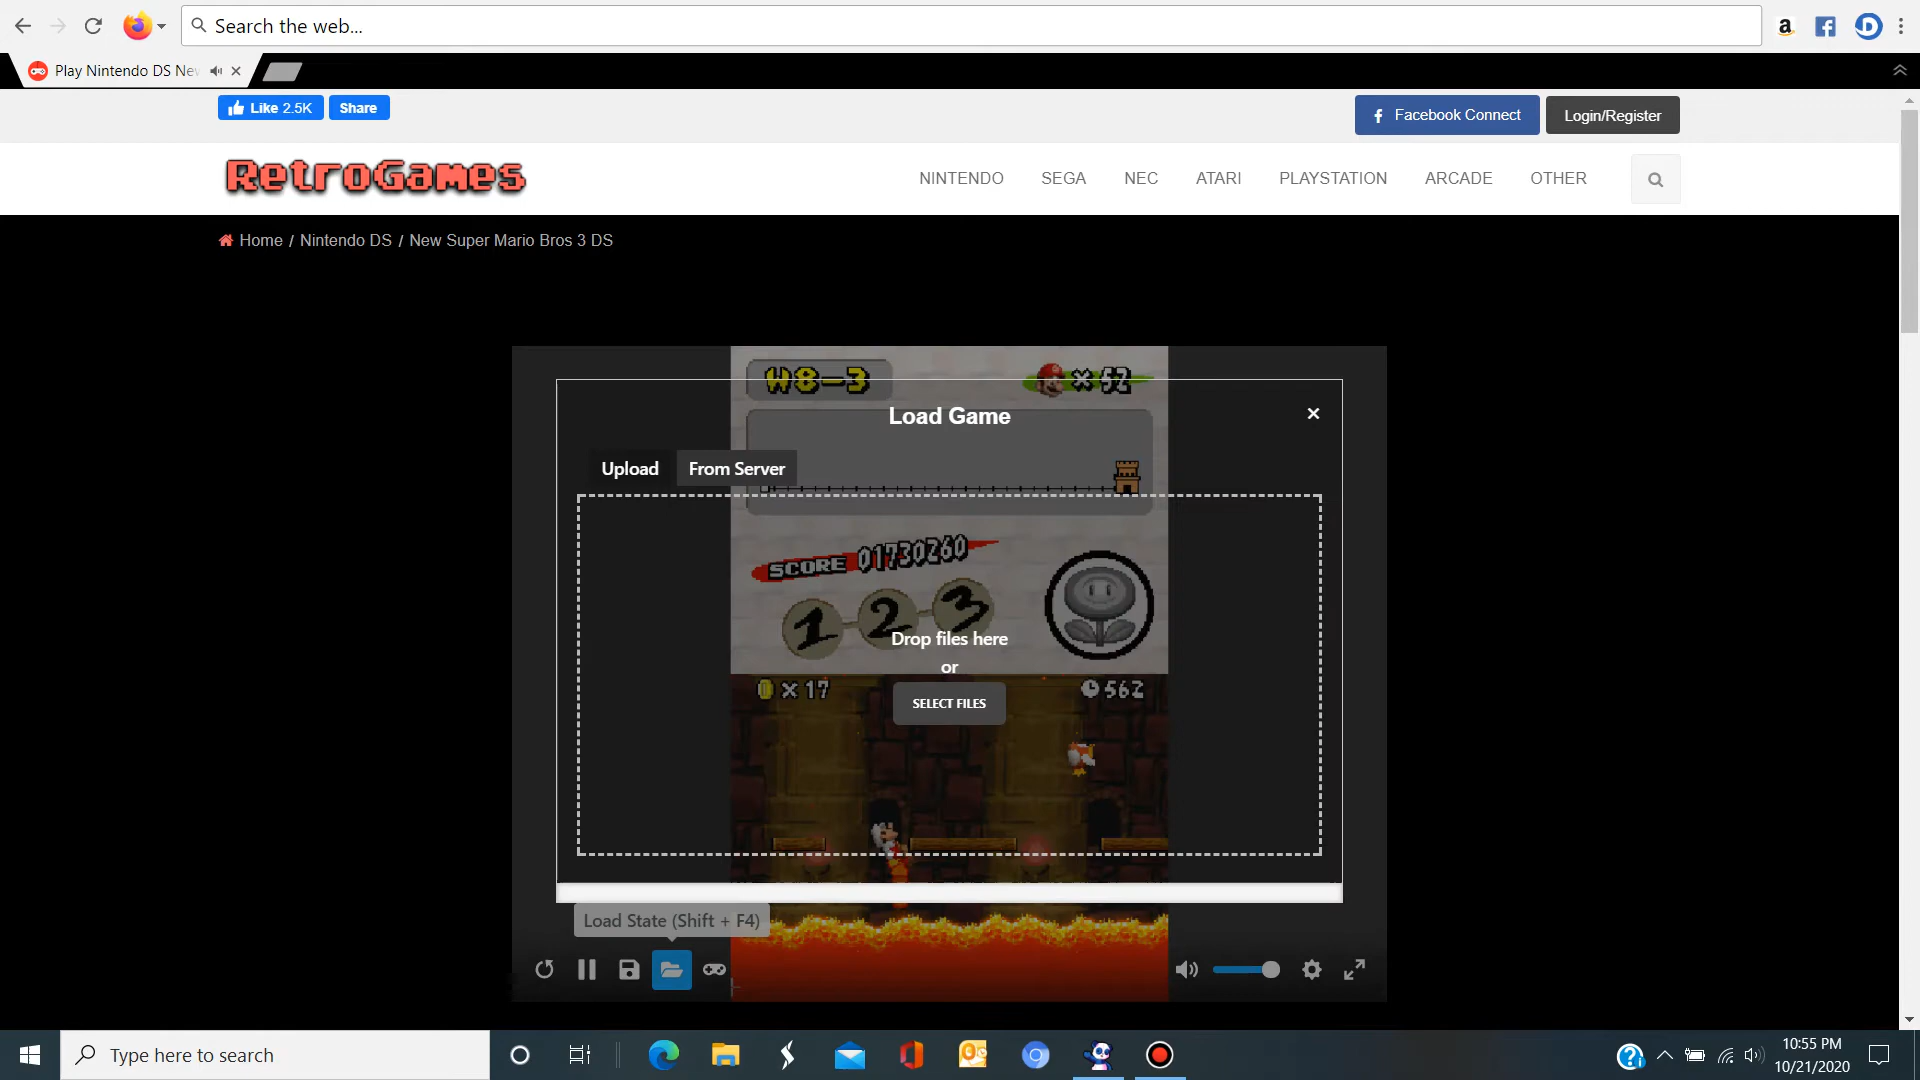 Search the web...
Play Nintendo DS Nev
Like 2.5K
Share
Facebook Connect
Login/Register
RetroGames
NINTENDO
SEGA
NEC
ATARI
PLAYSTATION
ARCADE
OTHER
Home / Nintendo DS / New Super Mario Bros 3 DS
W8-3
× 52
Load Game
Upload
From Server
SCORE 01730260
1-2-3
Drop files here
or
× 17
562
SELECT FILES
Load State (Shift + F4)
Type here to search
10:55 PM
10/21/2020